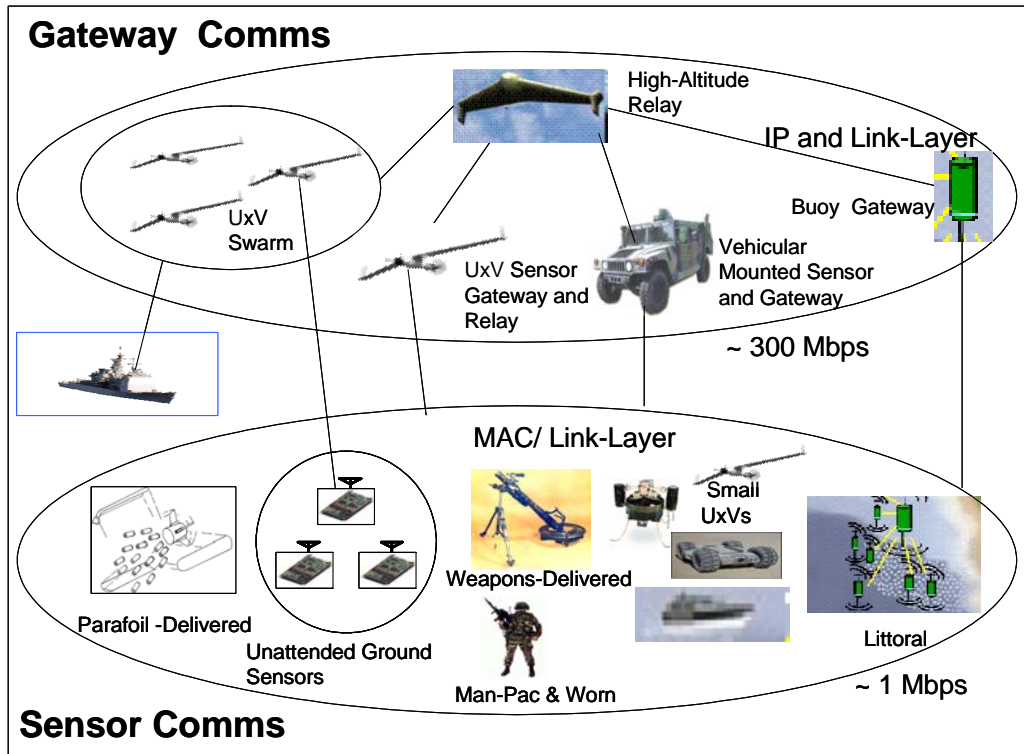 Gateway Comms
High-Altitude
Relay
IP and Link-Layer
Buoy Gateway
UxV
Swarm
UxV Sensor
Gateway and
Relay
Vehicular
Mounted Sensor
and Gateway
~ 300 Mbps
MAC/ Link-Layer
Small
UxVs
Weapons-Delivered
Parafoil -Delivered
Unattended Ground
Sensors
Man-Pac & Worn
Littoral
~ 1 Mbps
Sensor Comms